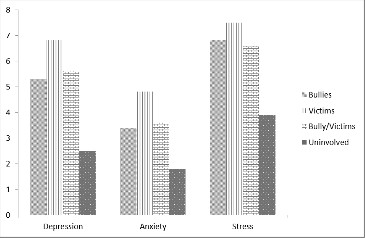 8
7
6
5
4
3
2
1
0
Depression
Anxiety
Stress
Bullies
Victims
Bully/Victims
Uninvolved